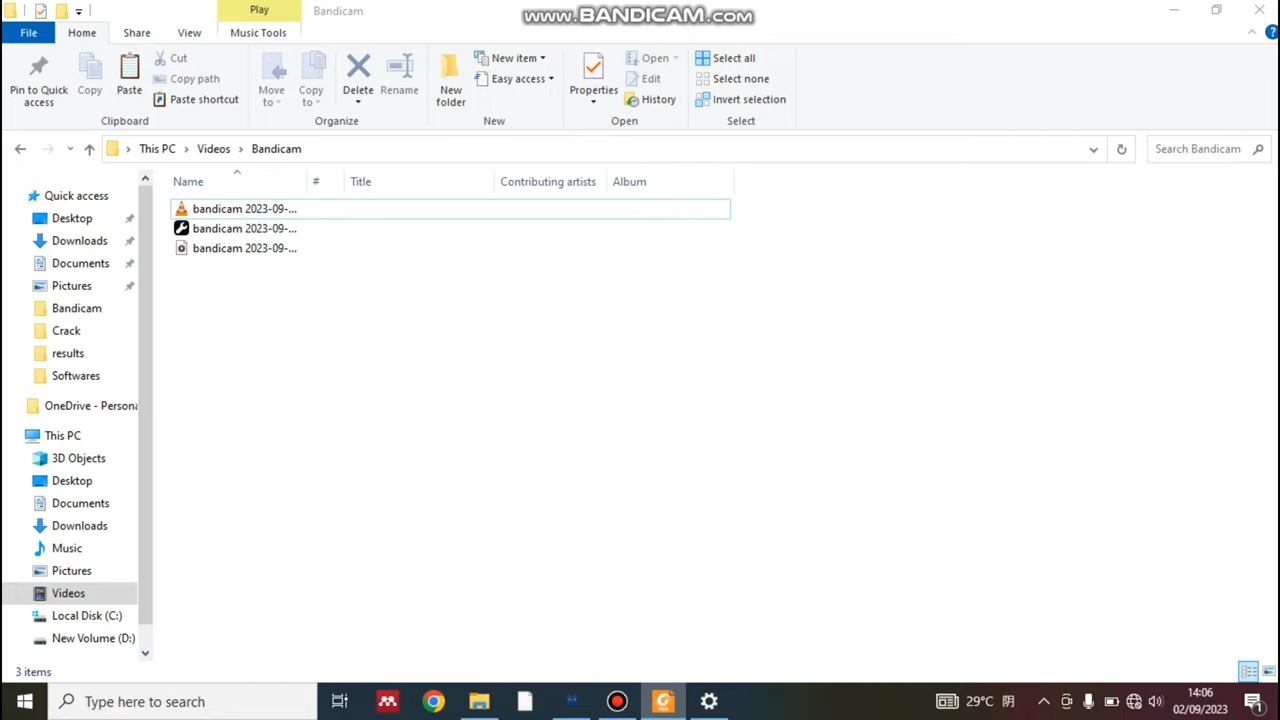 Play
Bandicam
www.BANDICAM.com
File
Home
Share
View
Music Tools
Pin to Quick access
Copy
Paste
Cut
Copy path
Paste shortcut
Move to
Copy to
Delete
Rename
New folder
New item
Easy access
Properties
Open
Edit
History
Select all
Select none
Invert selection
Clipboard
Organize
New
Open
Select
This PC > Videos > Bandicam
Search Bandicam
Name
#
Title
Contributing artists
Album
bandicam 2023-09-...
bandicam 2023-09-...
bandicam 2023-09-...
Quick access
Desktop
Downloads
Documents
Pictures
Bandicam
Crack
results
Softwares
OneDrive - Persona
This PC
3D Objects
Desktop
Documents
Downloads
Music
Pictures
Videos
Local Disk (C:)
New Volume (D:)
3 items
Type here to search
29°C 阴
14:06
02/09/2023
1